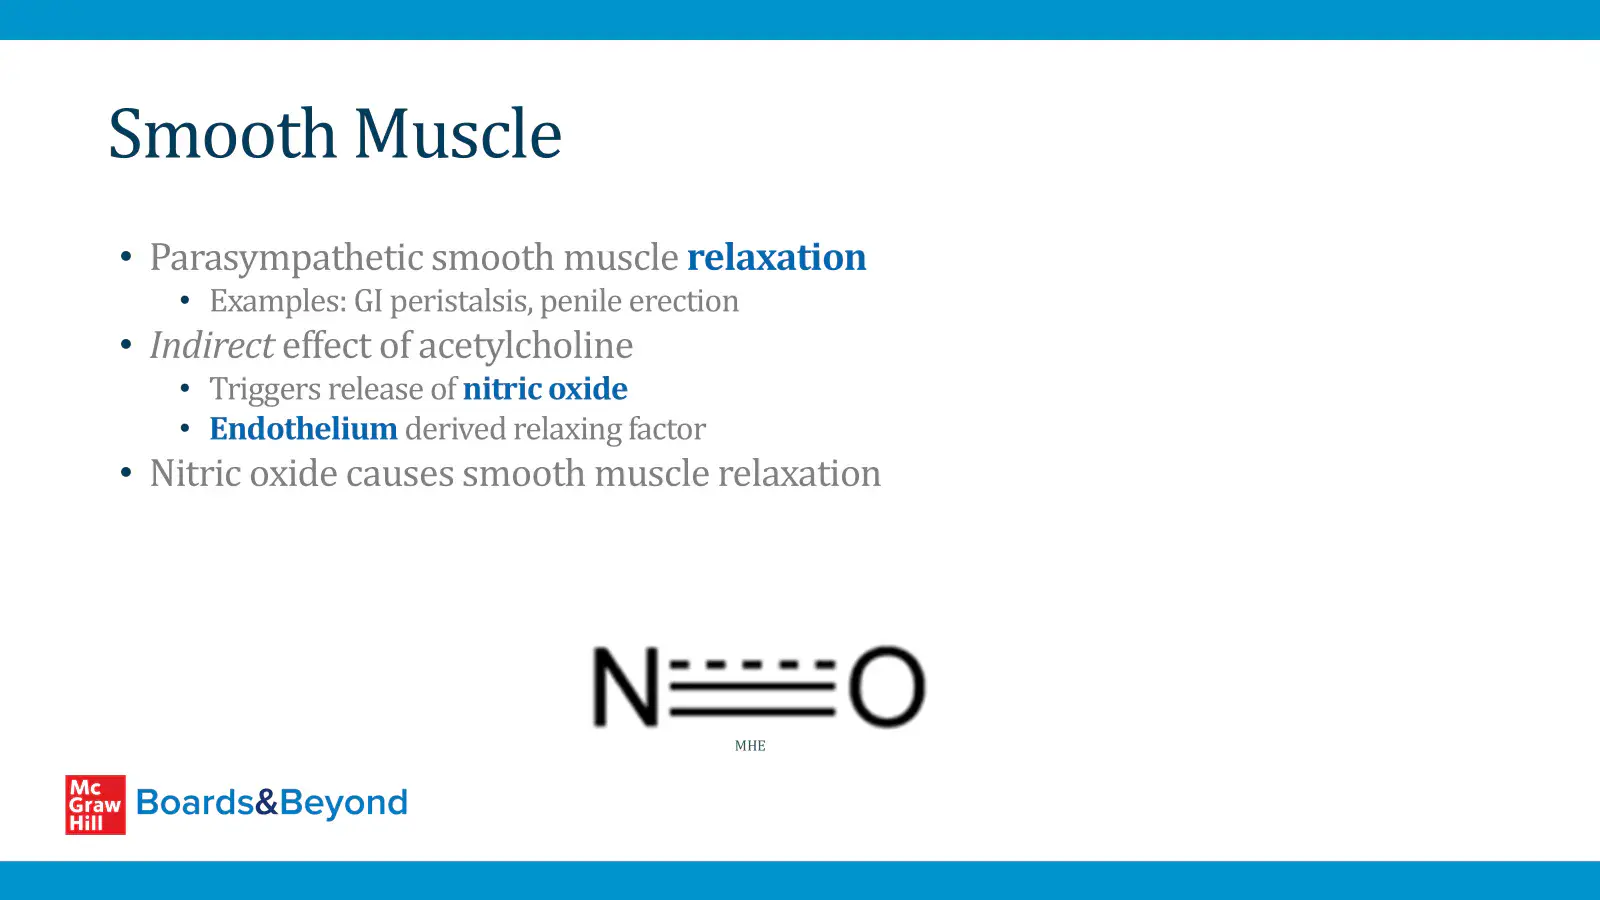 Smooth Muscle
• Parasympathetic smooth muscle relaxation
• Examples: GI peristalsis, penile erection
• Indirect effect of acetylcholine
• Triggers release of nitric oxide
• Endothelium derived relaxing factor
• Nitric oxide causes smooth muscle relaxation
N O
MHE
Mc
Graw
Hill
Boards&Beyond